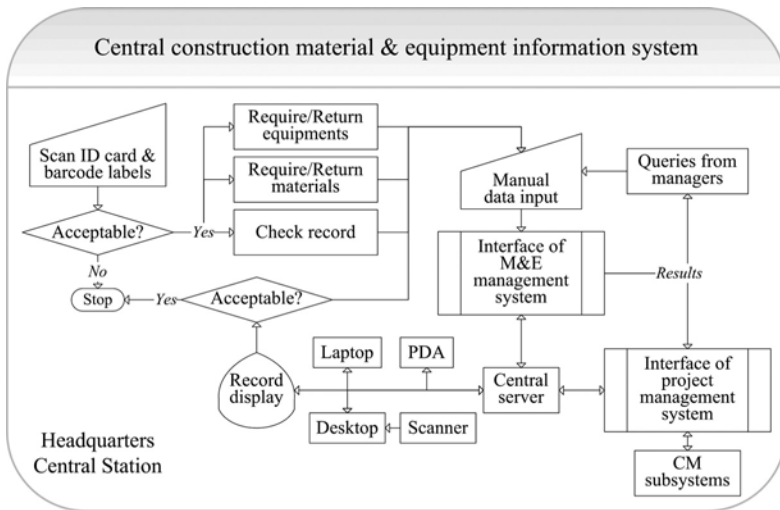 Central construction material & equipment information system
Scan ID card &
barcode labels
Acceptable?
No
Stop
Yes
Require/Return
equipments
Require/Return
materials
Check record
Manual
data input
Queries from
managers
Interface of
M&E
management
system
Results
Yes
Acceptable?
Record
display
Laptop
PDA
Desktop
Scanner
Central
server
Interface of
project
management
system
CM
subsystems
Headquarters
Central Station